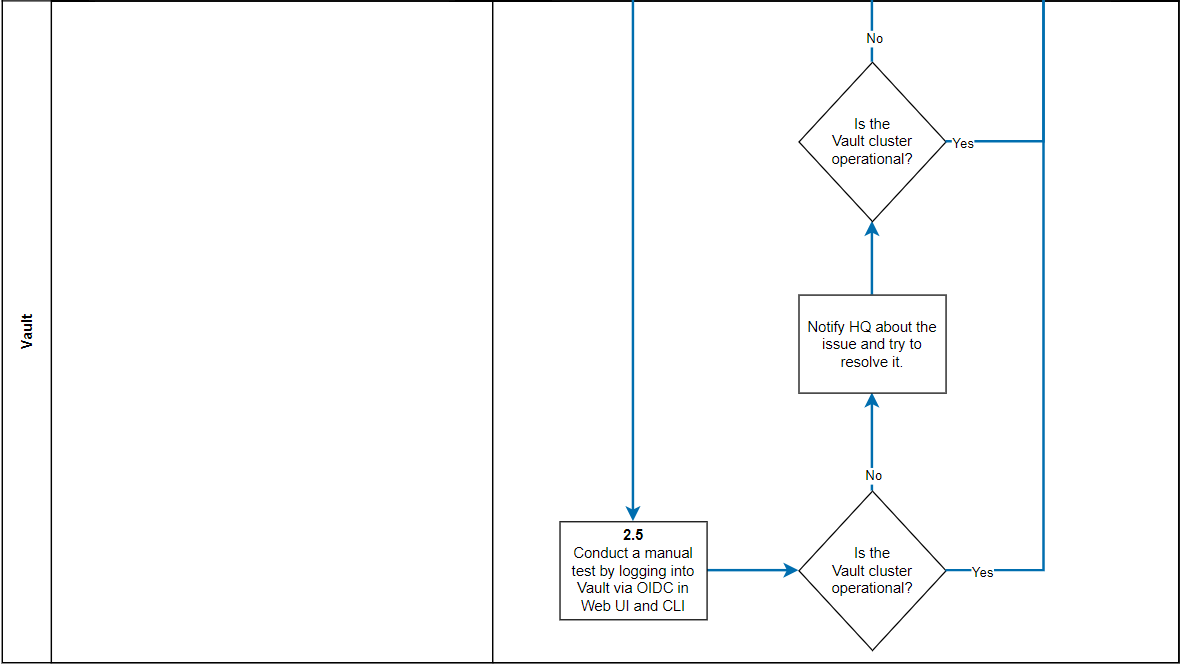 Vault
No
Is the
Vault cluster
operational?
Yes
Notify HQ about the
issue and try to
resolve it.
No
2.5
Conduct a manual
test by logging into
Vault via OIDC in
Web UI and CLI
Is the
Vault cluster
operational?
Yes